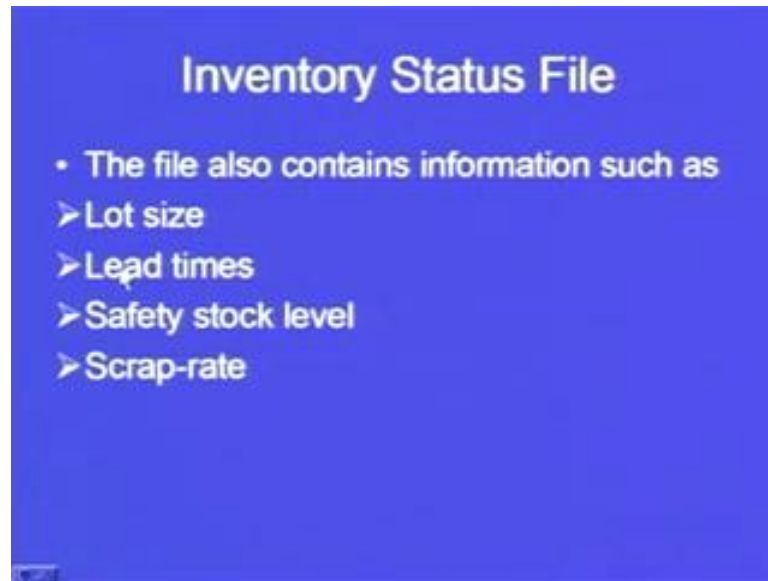 Inventory Status File
• The file also contains information such as
➢Lot size
➢Lead times
➢Safety stock level
➢Scrap-rate